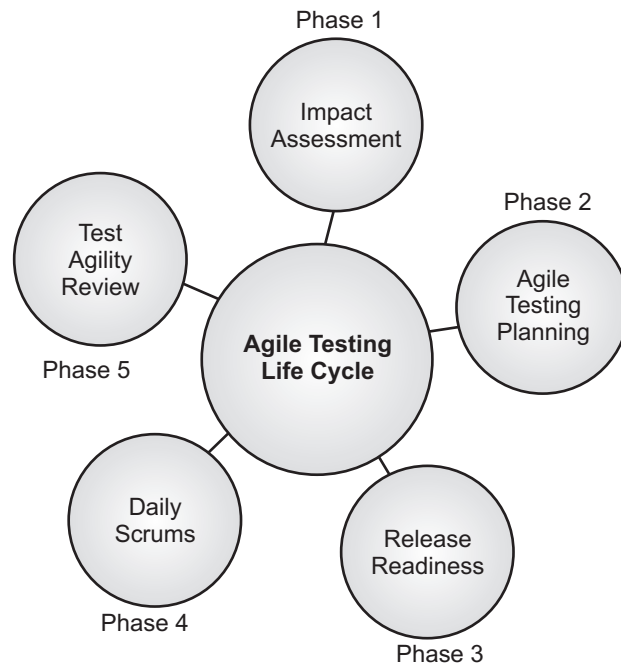 Phase 1
Impact
Assessment
Phase 2
Agile
Testing
Planning
Agile Testing
Life Cycle
Test
Agility
Review
Phase 5
Daily
Scrums
Phase 4
Release
Readiness
Phase 3